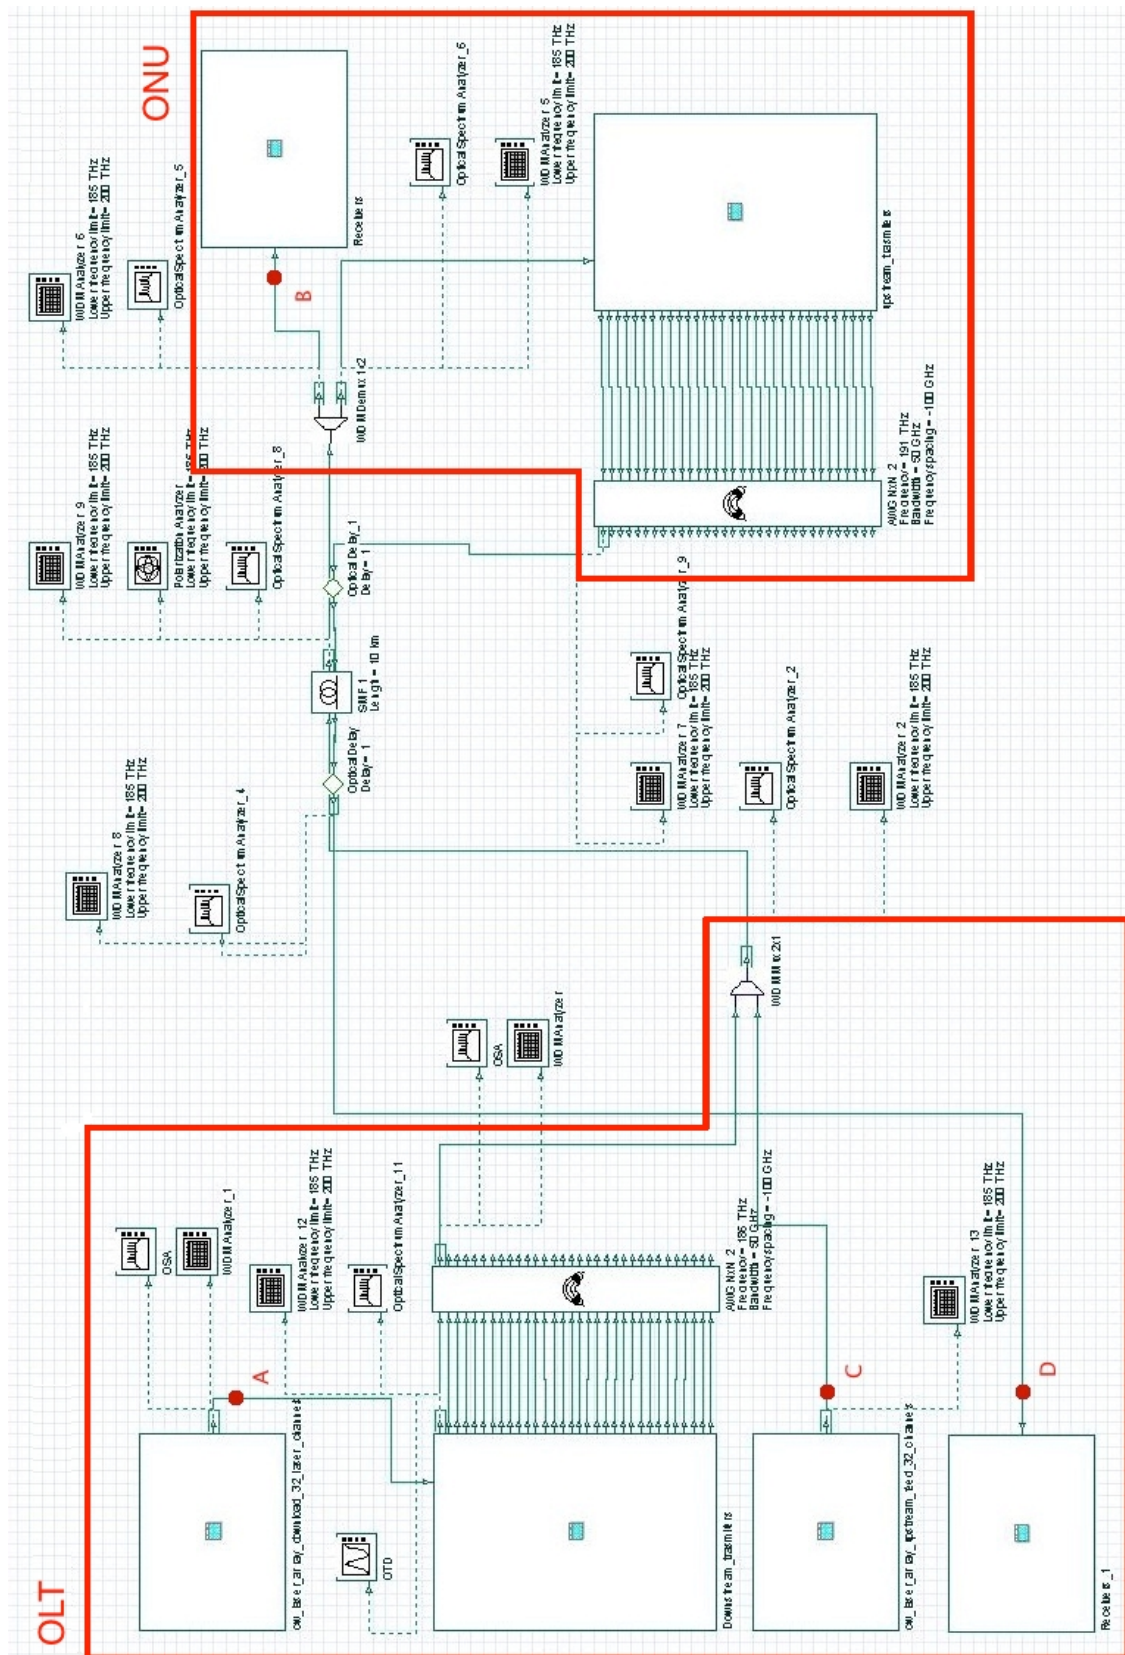 ONU
WDM Analyzer_6
Lower frequency limit= 185 THz
Upper frequency limit= 200 THz
Optical Spectrum Analyzer_5
Receivers
Optical Spectrum Analyzer_6
WDM Analyzer_5
Lower frequency limit= 185 THz
Upper frequency limit= 200 THz
upstream_trasmiters
B
WDM Demux 1x2
WDM Analyzer_9
Lower frequency limit= 185 THz
Upper frequency limit= 200 THz
Polarization Analyzer
Lower frequency limit= 185 THz
Upper frequency limit= 200 THz
Optical Spectrum Analyzer_8
Optical Delay_1
Delay= 1
AWG NxN_2
Frequency= 191 THz
Bandwidth= 50 GHz
Frequency spacing= -100 GHz
SMF 1
Length= 10 km
Optical Delay
Delay= 1
Optical Spectrum Analyzer_9
WDM Analyzer_7
Lower frequency limit= 185 THz
Upper frequency limit= 200 THz
Optical Spectrum Analyzer_2
WDM Analyzer_2
Lower frequency limit= 185 THz
Upper frequency limit= 200 THz
WDM Analyzer_8
Lower frequency limit= 185 THz
Upper frequency limit= 200 THz
Optical Spectrum Analyzer_4
WDM Mux 2x1
OSA
WDM Analyzer
OLT
OSA
WDM Analyzer_1
WDM Analyzer_12
Lower frequency limit= 185 THz
Upper frequency limit= 200 THz
Optical Spectrum Analyzer_11
AWG NxN_2
Frequency= 186 THz
Bandwidth= 50 GHz
Frequency spacing= -100 GHz
WDM Analyzer_13
Lower frequency limit= 185 THz
Upper frequency limit= 200 THz
A
C
D
cw_laser_array_download_32_laser_channels
OTD
Downstream_trasmiters
cw_laser_array_upstream_feed_32_channels
Receivers_1